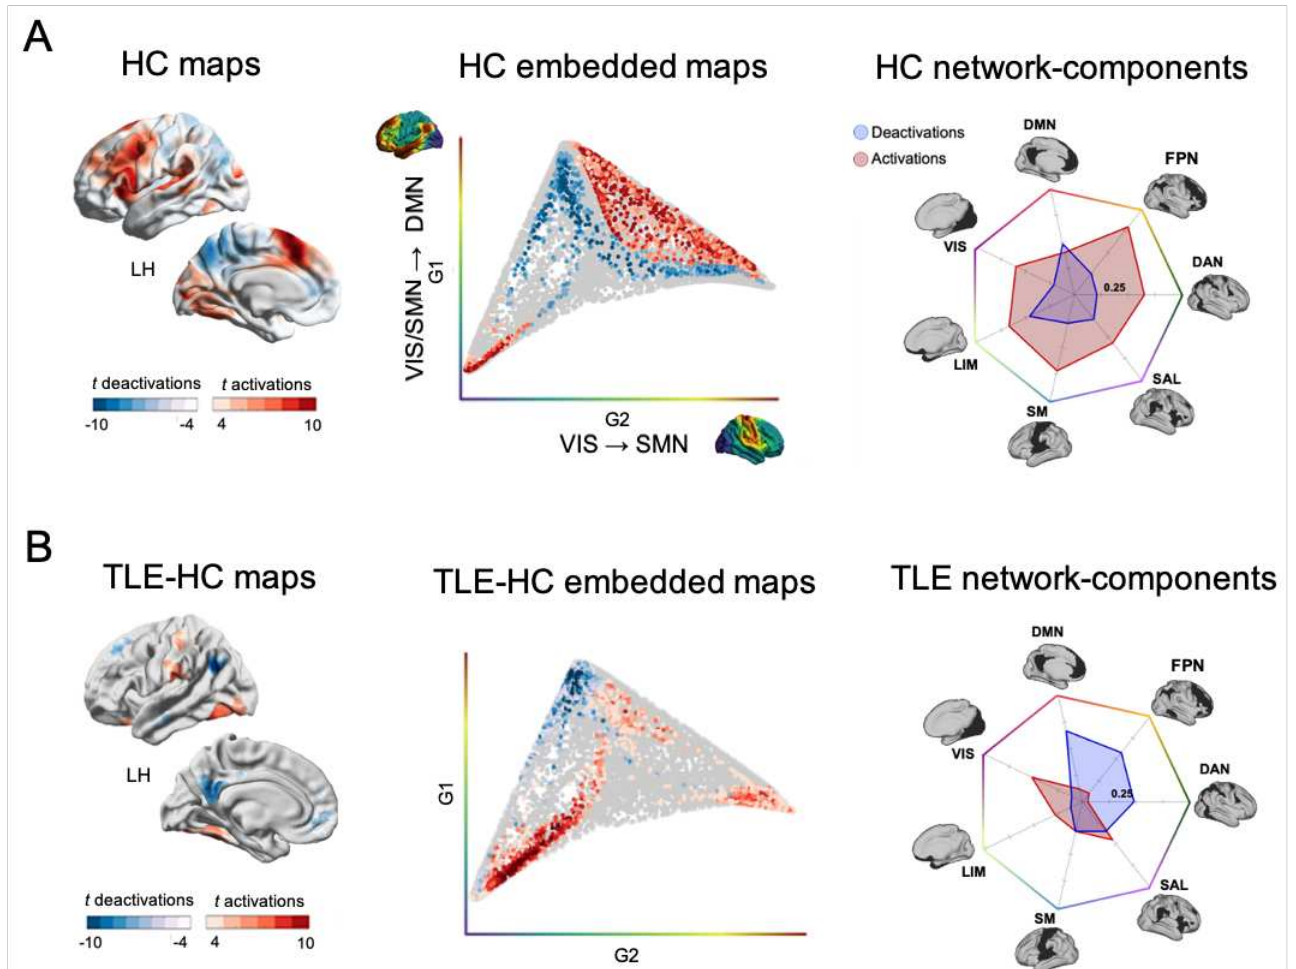 A
HC maps
HC embedded maps
HC network-components
LH
t deactivations
t activations
-10
-4
4
10
VIS/SMN → DMN
G1
G2
VIS → SMN
Deactivations
Activations
DMN
FPN
VIS
DAN
0.25
LIM
SAL
SM
B
TLE-HC maps
TLE-HC embedded maps
TLE network-components
LH
t deactivations
t activations
-10
-4
4
10
G1
G2
DMN
FPN
VIS
DAN
0.25
LIM
SAL
SM